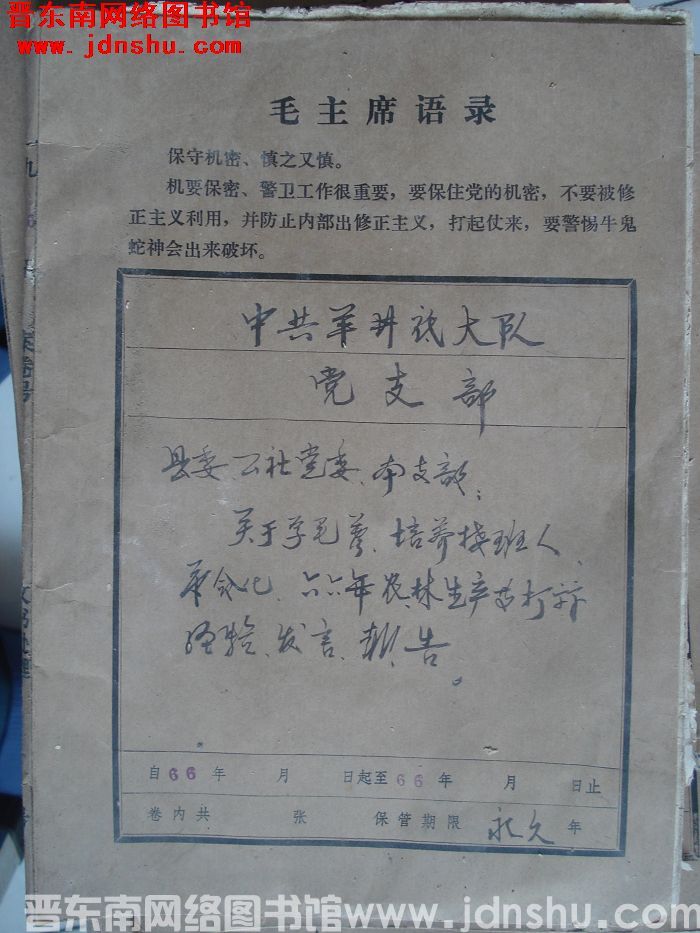 晋东南网络图书馆
www.jdnshu.com
毛主席语录
保守机密、慎之又慎。
机要保密、警卫工作很重要，要保住党的机密，不要被修
正主义利用，并防止内部出修正主义，打起仗来，要警惕牛鬼
蛇神会出来破坏。
中共羊井底大队
党支部
县委、公社党委、本支部，
关于学毛著、培养接班人、
革命化、六六年农、林生产
经验、发言、报告。
自66年 月 日起至66年 月 日止
卷内共 张 保管期限 永久 年
案卷号
晋东南网络图书馆www.jdnshu.com